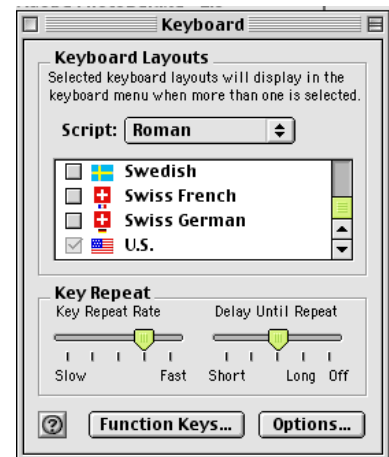 Keyboard
Keyboard Layouts
Selected keyboard layouts will display in the
keyboard menu when more than one is selected.
Script: Roman
Swedish
Swiss French
Swiss German
U.S.
Key Repeat
Key Repeat Rate Delay Until Repeat
Slow Fast Short Long Off
? Function Keys... Options...